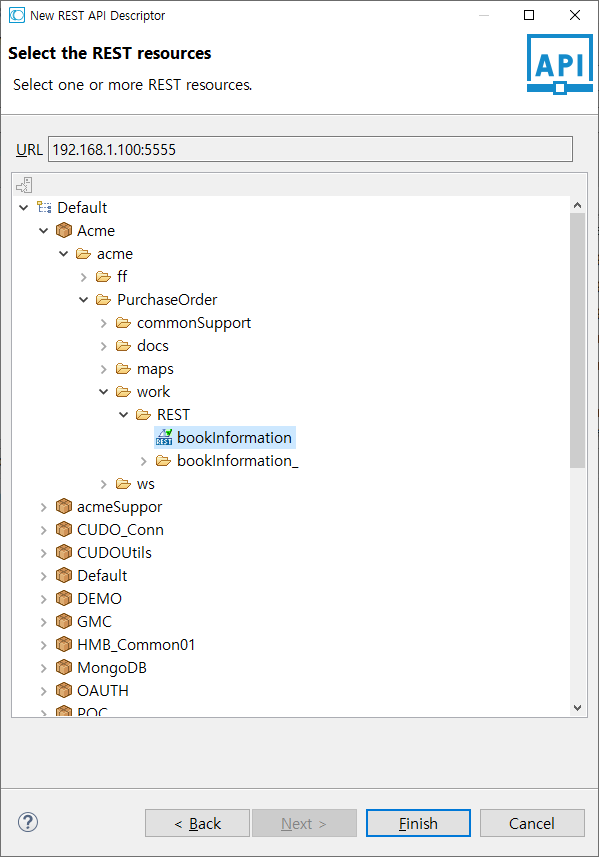 New REST API Descriptor
Select the REST resources
Select one or more REST resources.
API
URL 192.168.1.100:5555
Default
Acme
acme
ff
PurchaseOrder
commonSupport
docs
maps
work
REST
REST bookInformation
bookInformation_
ws
acmeSuppor
CUDO_Conn
CUDOUtils
Default
DEMO
GMC
HMB_Common01
MongoDB
OAUTH
POC
? < Back Next > Finish Cancel